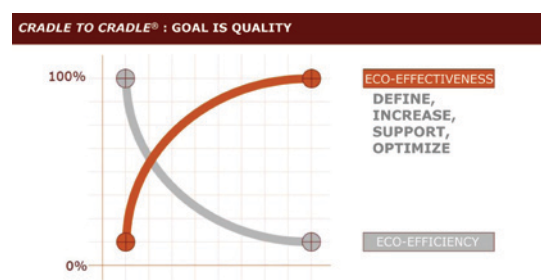 CRADLE TO CRADLE® : GOAL IS QUALITY
100%
ECO-EFFECTIVENESS
DEFINE,
INCREASE,
SUPPORT,
OPTIMIZE
ECO-EFFICIENCY
0%